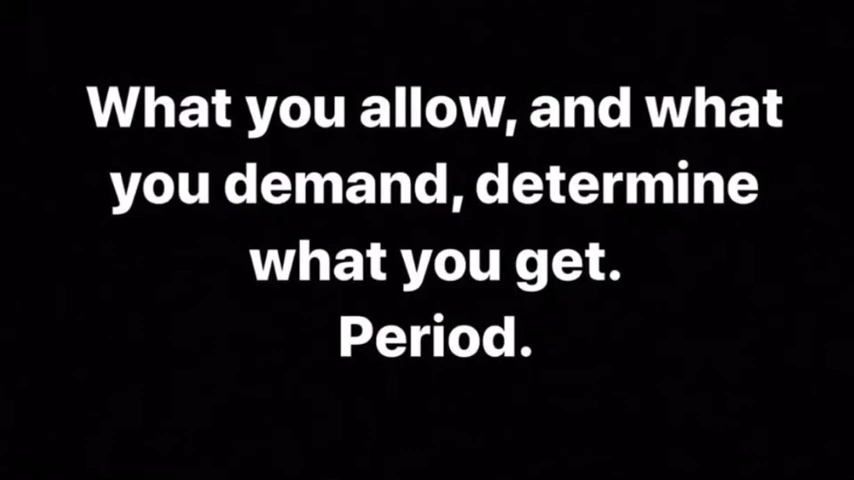 What you allow, and what
you demand, determine
what you get.
Period.